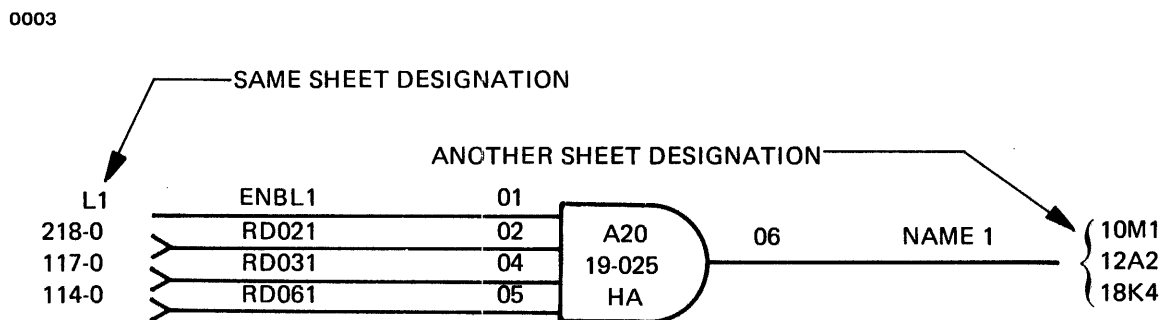 0003
SAME SHEET DESIGNATION
ANOTHER SHEET DESIGNATION
L1 ENBL1 01
218-0 RD021 02 A20 06 NAME 1 10M1
117-0 RD031 04 19-025 12A2
114-0 RD061 05 HA 18K4